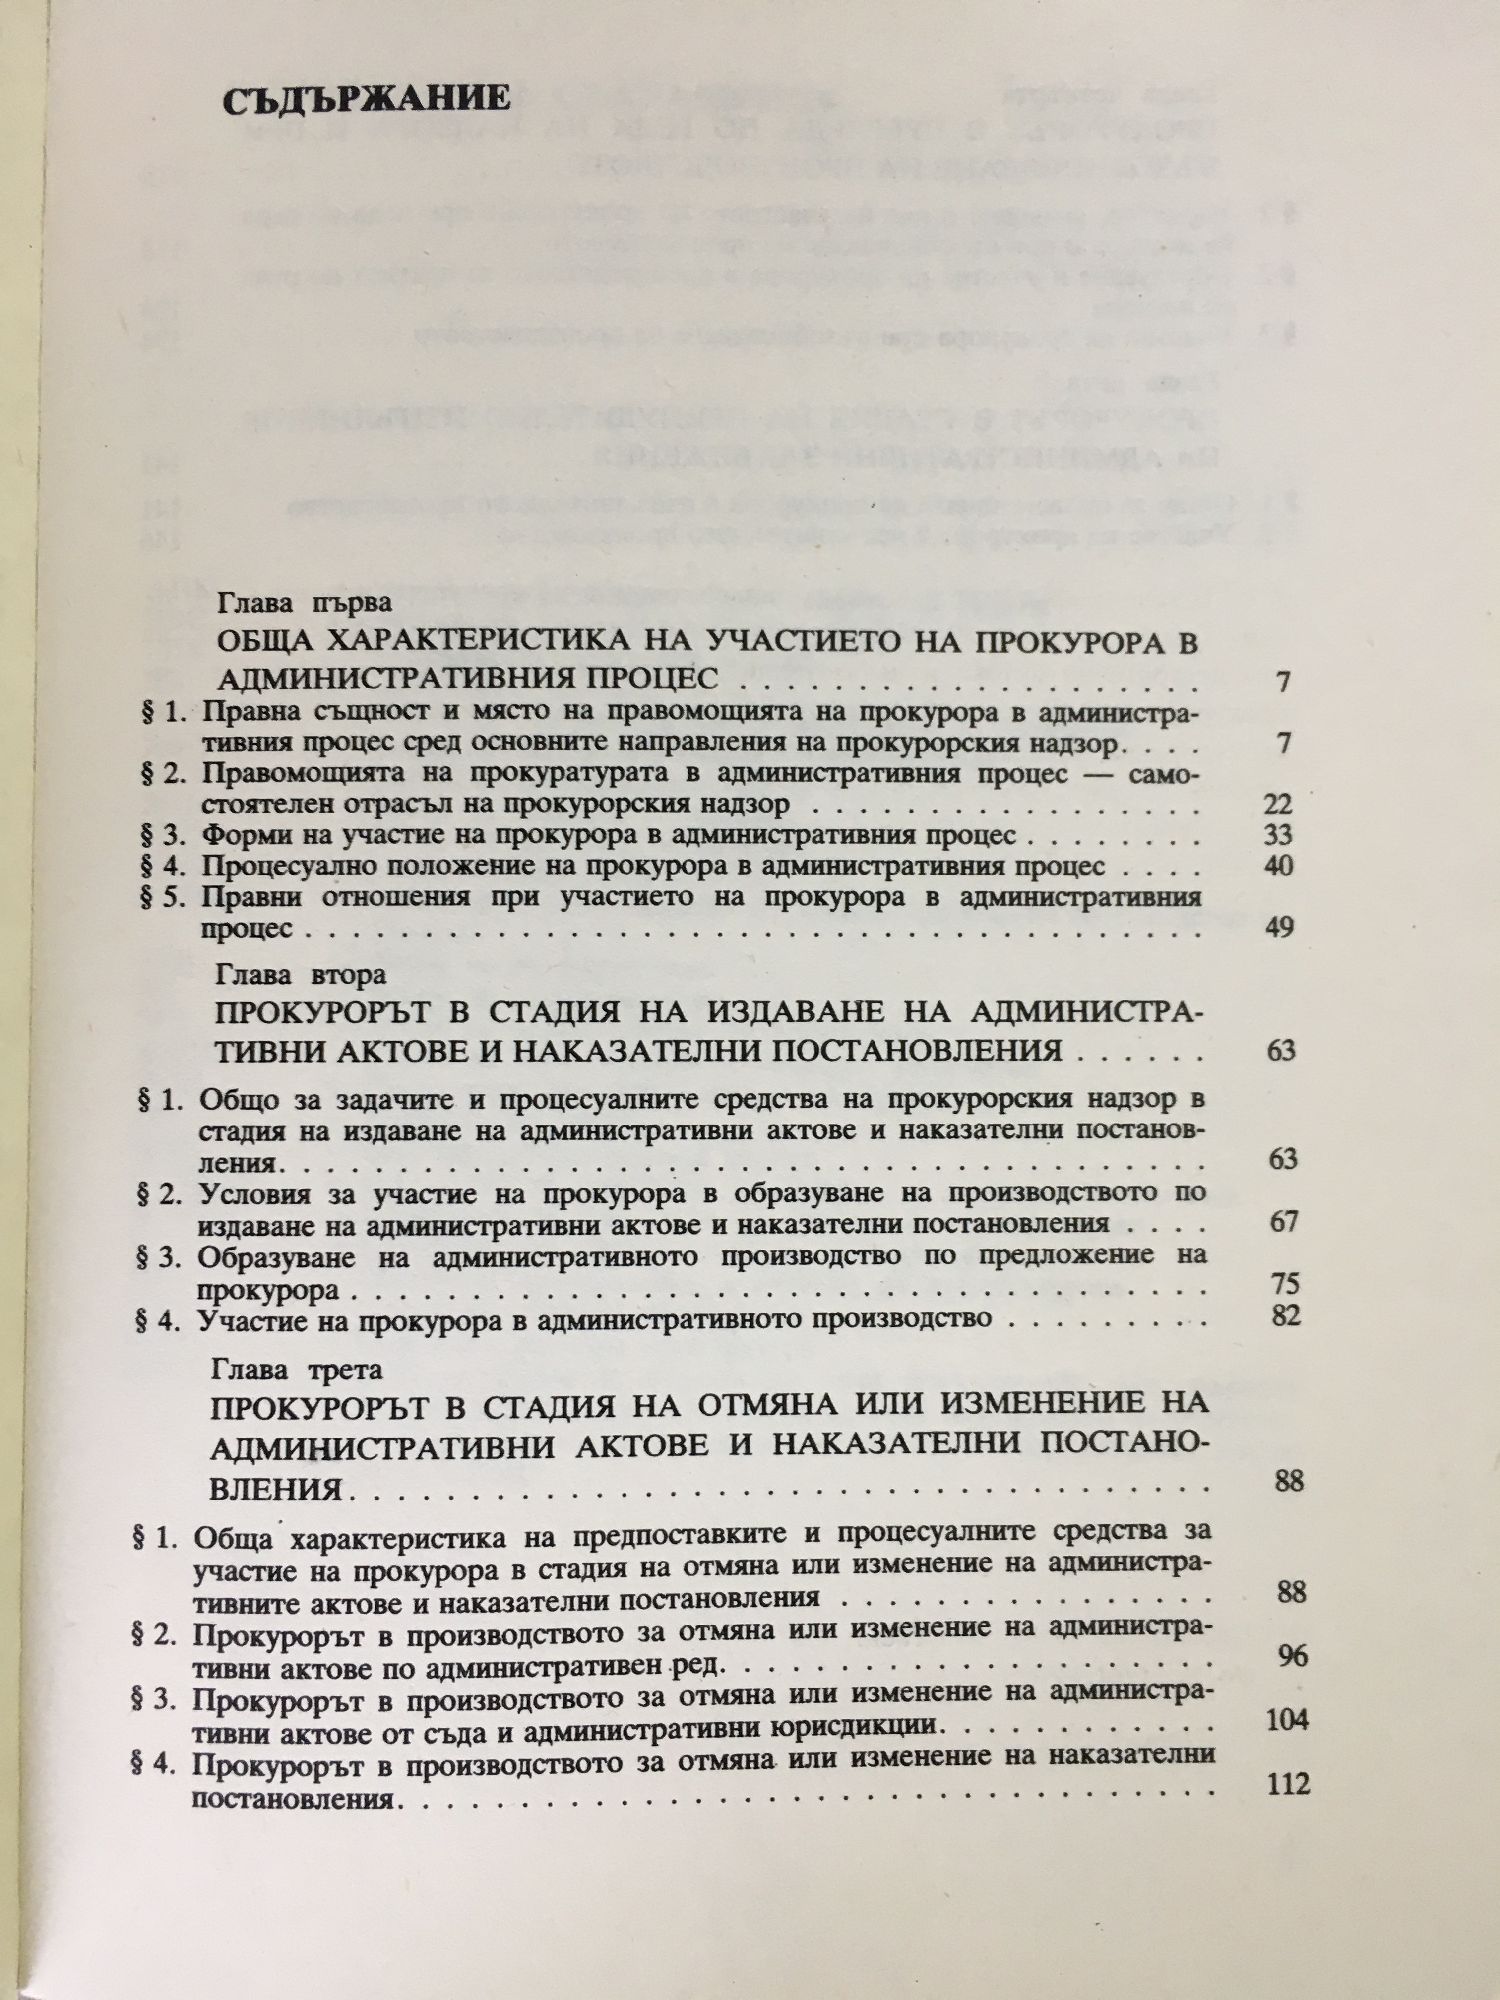 СЪДЪРЖАНИЕ
Глава първа
ОБЩА ХАРАКТЕРИСТИКА НА УЧАСТИЕТО НА ПРОКУРОРА В
АДМИНИСТРАТИВНИЯ ПРОЦЕС . . . . . . . . . . . . . . . . . . . 7
§ 1. Правна същност и място на правомощията на прокурора в администра-
тивния процес сред основните направления на прокурорския надзор. . . . 7
§ 2. Правомощията на прокуратурата в административния процес — само-
стоятелен отрасъл на прокурорския надзор . . . . . . . . . . . . . . . . . 22
§ 3. Форми на участие на прокурора в административния процес . . . . . . . . 33
§ 4. Процесуално положение на прокурора в административния процес . . . . 40
§ 5. Правни отношения при участието на прокурора в административния
процес . . . . . . . . . . . . . . . . . . . . . . . . . . . . . . . . . . . . . . 49
Глава втора
ПРОКУРОРЪТ В СТАДИЯ НА ИЗДАВАНЕ НА АДМИНИСТРА-
ТИВНИ АКТОВЕ И НАКАЗАТЕЛНИ ПОСТАНОВЛЕНИЯ . . . . . . 63
§ 1. Общо за задачите и процесуалните средства на прокурорския надзор в
стадия на издаване на административни актове и наказателни постанов-
ления. . . . . . . . . . . . . . . . . . . . . . . . . . . . . . . . . . . . . . . 63
§ 2. Условия за участие на прокурора в образуване на производството по
издаване на административни актове и наказателни постановления . . . . 67
§ 3. Образуване на административното производство по предложение на
прокурора . . . . . . . . . . . . . . . . . . . . . . . . . . . . . . . . . . . . 75
§ 4. Участие на прокурора в административното производство . . . . . . . . . 82
Глава трета
ПРОКУРОРЪТ В СТАДИЯ НА ОТМЯНА ИЛИ ИЗМЕНЕНИЕ НА
АДМИНИСТРАТИВНИ АКТОВЕ И НАКАЗАТЕЛНИ ПОСТАНО-
ВЛЕНИЯ . . . . . . . . . . . . . . . . . . . . . . . . . . . . . . . . . . . . 88
§ 1. Обща характеристика на предпоставките и процесуалните средства за
участие на прокурора в стадия на отмяна или изменение на администра-
тивните актове и наказателни постановления . . . . . . . . . . . . . . . . 88
§ 2. Прокурорът в производството за отмяна или изменение на администра-
тивни актове по административен ред. . . . . . . . . . . . . . . . . . . . . 96
§ 3. Прокурорът в производството за отмяна или изменение на администра-
тивни актове от съда и административни юрисдикции. . . . . . . . . . . . 104
§ 4. Прокурорът в производството за отмяна или изменение на наказателни
постановления. . . . . . . . . . . . . . . . . . . . . . . . . . . . . . . . . . 112